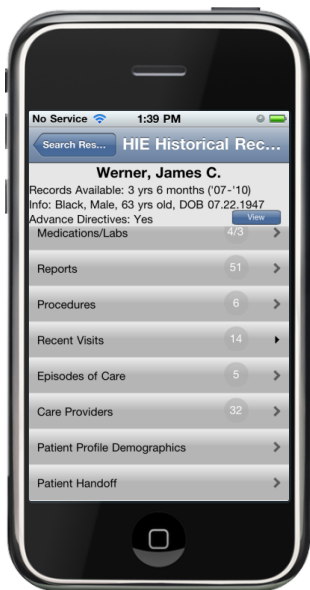 No Service 1:39 PM
Search Res... HIE Historical Rec...
Werner, James C.
Records Available: 3 yrs 6 months ('07-'10)
Info: Black, Male, 63 yrs old, DOB 07.22.1947
Advance Directives: Yes View
Medications/Labs 4/3
Reports 51
Procedures 6
Recent Visits 14
Episodes of Care 5
Care Providers 32
Patient Profile Demographics
Patient Handoff